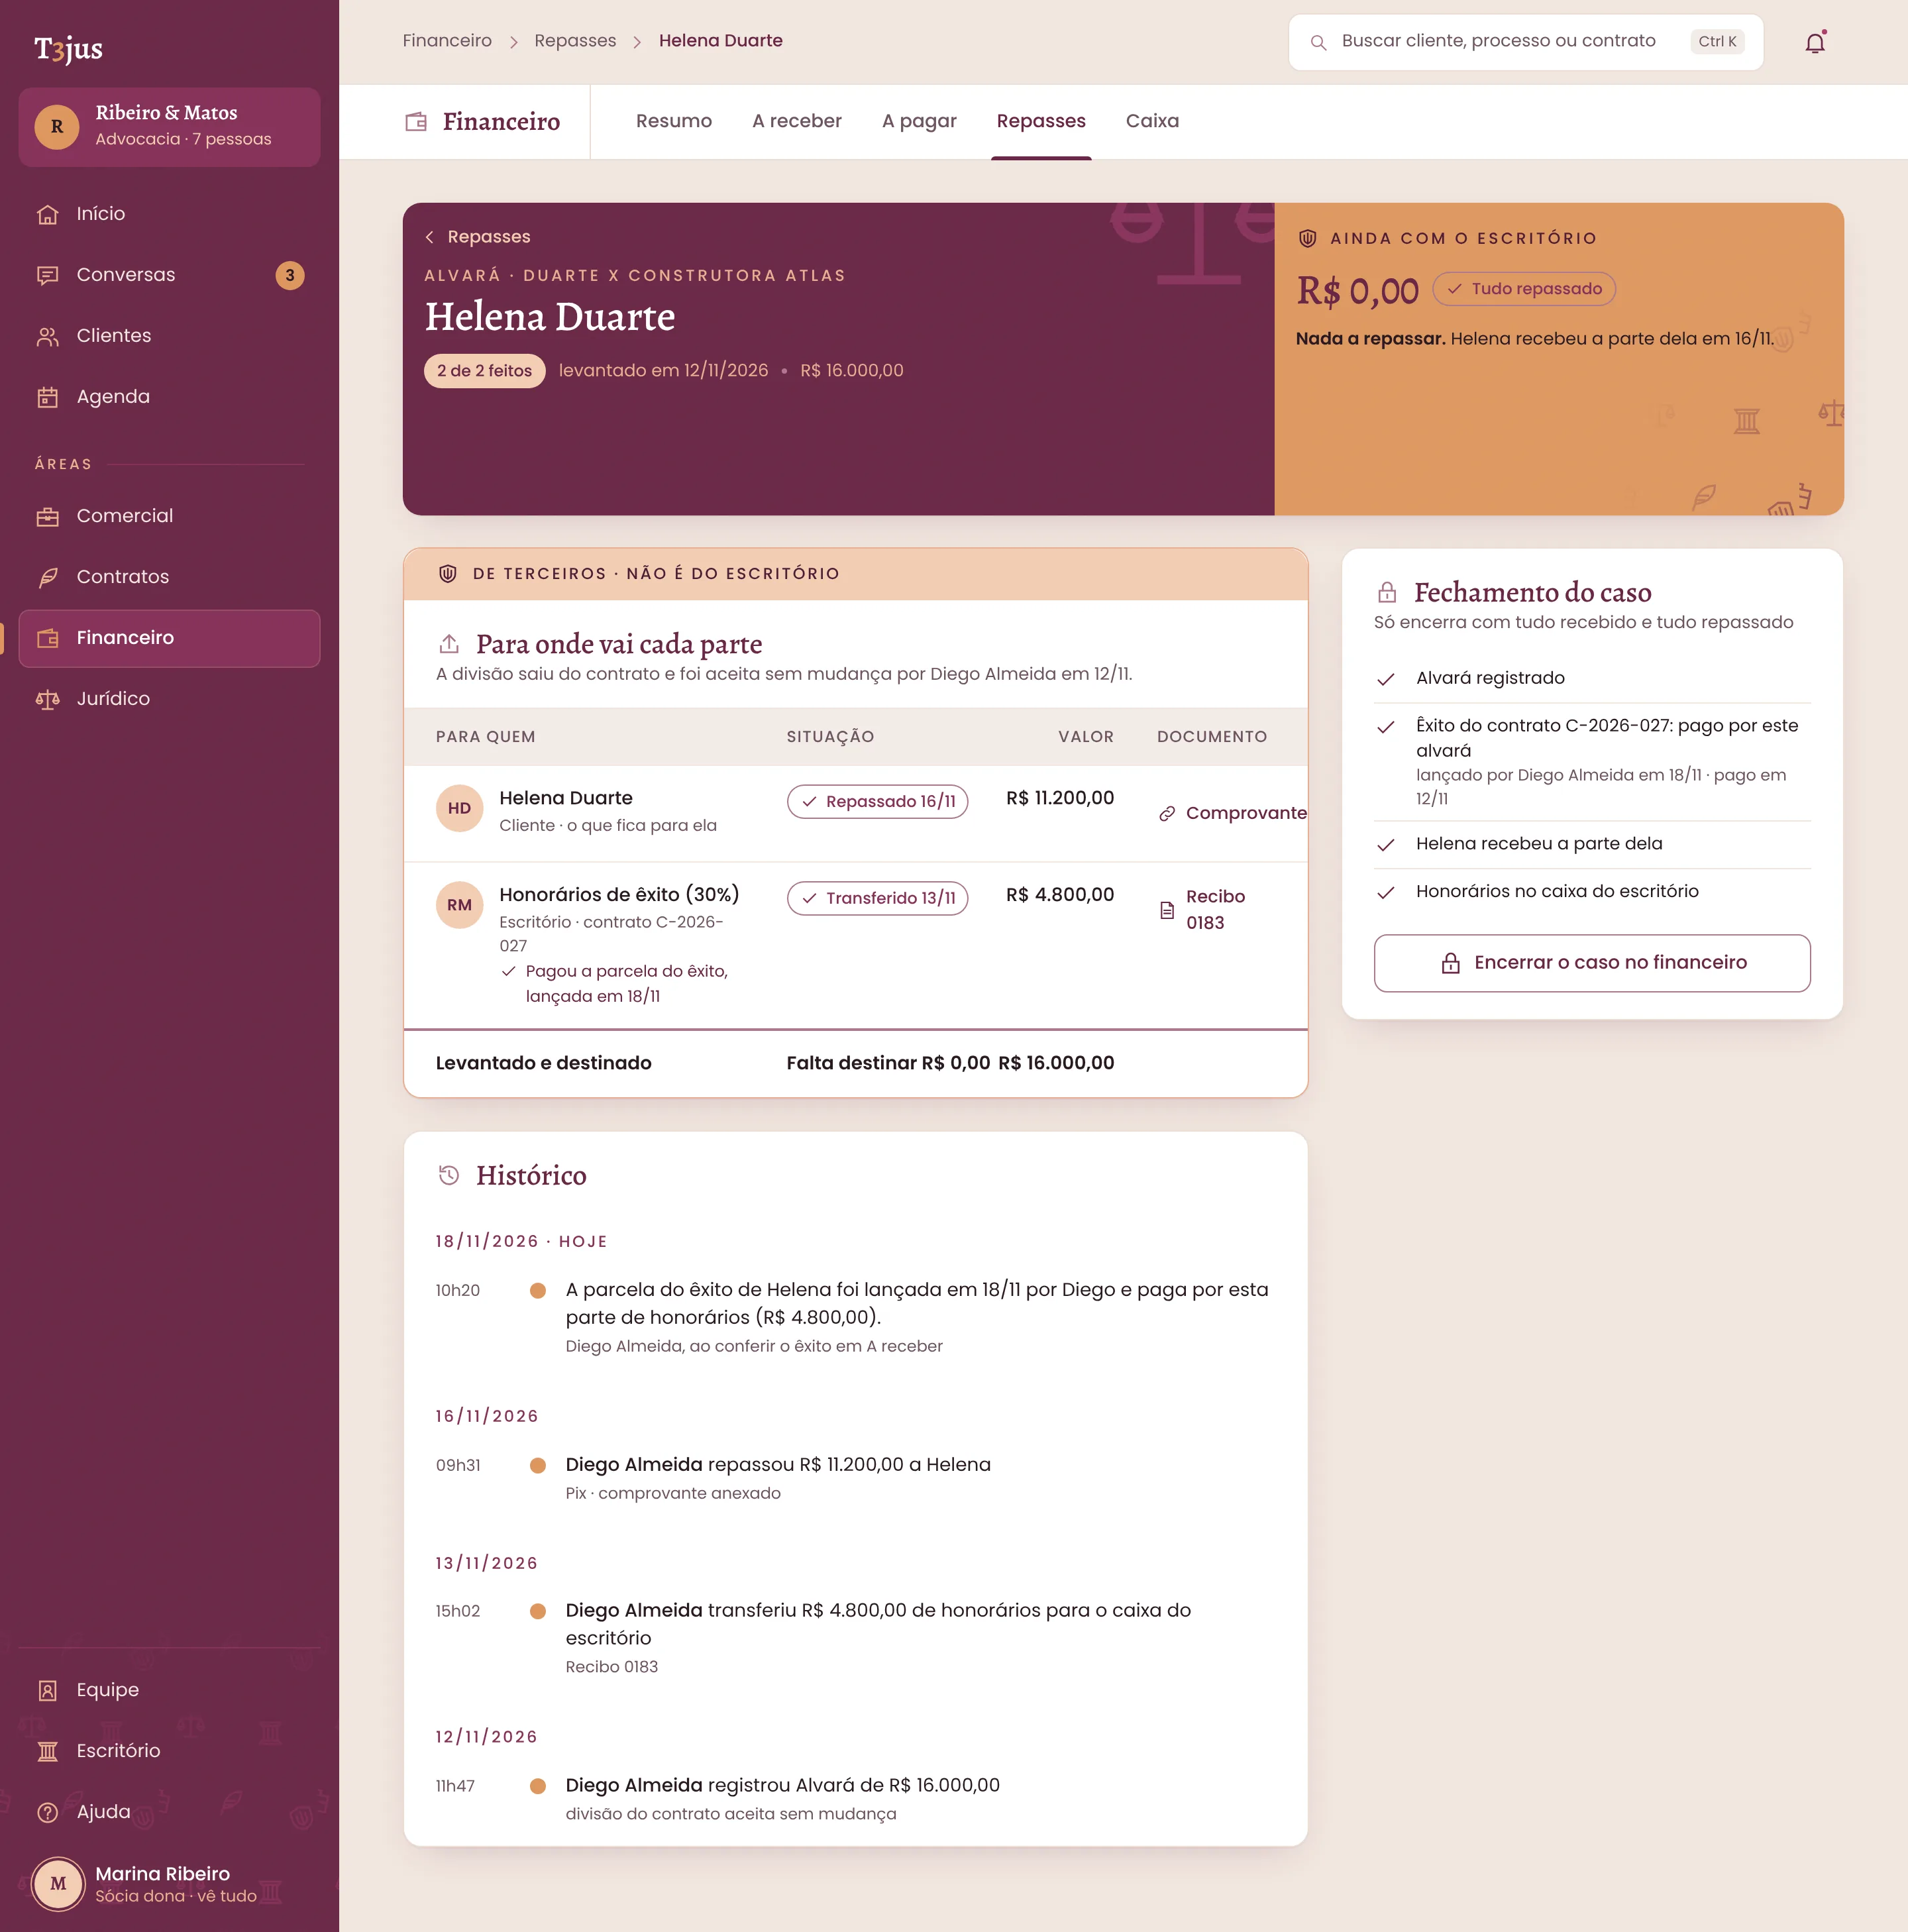 T3jus
R
Ribeiro & Matos
Advocacia · 7 pessoas
Início
Conversas
3
Clientes
Agenda
ÁREAS
Comercial
Contratos
Financeiro
Jurídico
Equipe
Escritório
Ajuda
M
Marina Ribeiro
Sócia dona · vê tudo
Financeiro
Repasses
Helena Duarte
Buscar cliente, processo ou contrato
Ctrl K
Financeiro
Resumo
A receber
A pagar
Repasses
Caixa
Repasses
ALVARÁ · DUARTE X CONSTRUTORA ATLAS
Helena Duarte
2 de 2 feitos
levantado em 12/11/2026 • R$ 16.000,00
AINDA COM O ESCRITÓRIO
R$ 0,00
Tudo repassado
Nada a repassar. Helena recebeu a parte dela em 16/11.
DE TERCEIROS · NÃO É DO ESCRITÓRIO
Para onde vai cada parte
A divisão saiu do contrato e foi aceita sem mudança por Diego Almeida em 12/11.
PARA QUEM
SITUAÇÃO
VALOR
DOCUMENTO
HD
Helena Duarte
Cliente · o que fica para ela
Repassado 16/11
R$ 11.200,00
Comprovante
RM
Honorários de êxito (30%)
Escritório · contrato C-2026-
027
Pagou a parcela do êxito,
lançada em 18/11
Transferido 13/11
R$ 4.800,00
Recibo
0183
Levantado e destinado
Falta destinar R$ 0,00
R$ 16.000,00
Fechamento do caso
Só encerra com tudo recebido e tudo repassado
Alvará registrado
Êxito do contrato C-2026-027: pago por este
alvará
lançado por Diego Almeida em 18/11 · pago em
12/11
Helena recebeu a parte dela
Honorários no caixa do escritório
Encerrar o caso no financeiro
Histórico
18/11/2026 · HOJE
10h20
A parcela do êxito de Helena foi lançada em 18/11 por Diego e paga por esta
parte de honorários (R$ 4.800,00).
Diego Almeida, ao conferir o êxito em A receber
16/11/2026
09h31
Diego Almeida repassou R$ 11.200,00 a Helena
Pix · comprovante anexado
13/11/2026
15h02
Diego Almeida transferiu R$ 4.800,00 de honorários para o caixa do
escritório
Recibo 0183
12/11/2026
11h47
Diego Almeida registrou Alvará de R$ 16.000,00
divisão do contrato aceita sem mudança